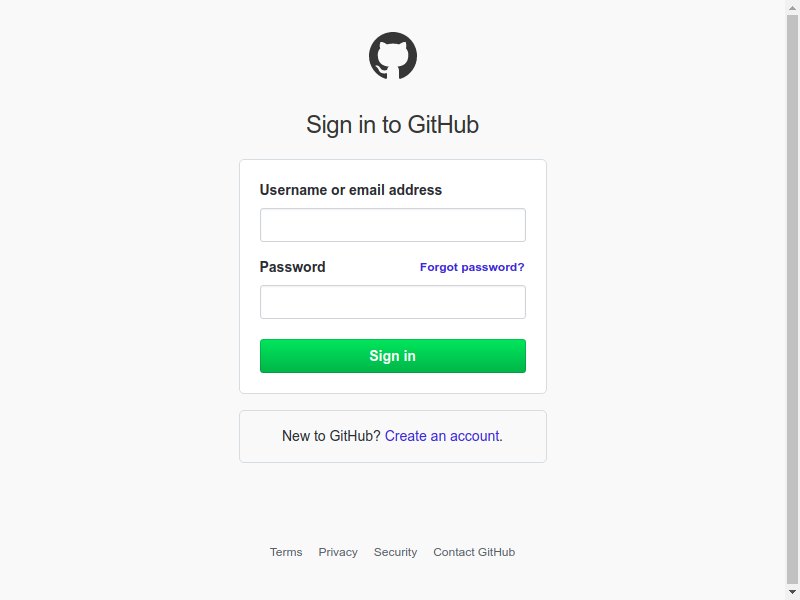 Sign in to GitHub
Username or email address
Password Forgot password?
Sign in
New to GitHub? Create an account.
Terms Privacy Security Contact GitHub